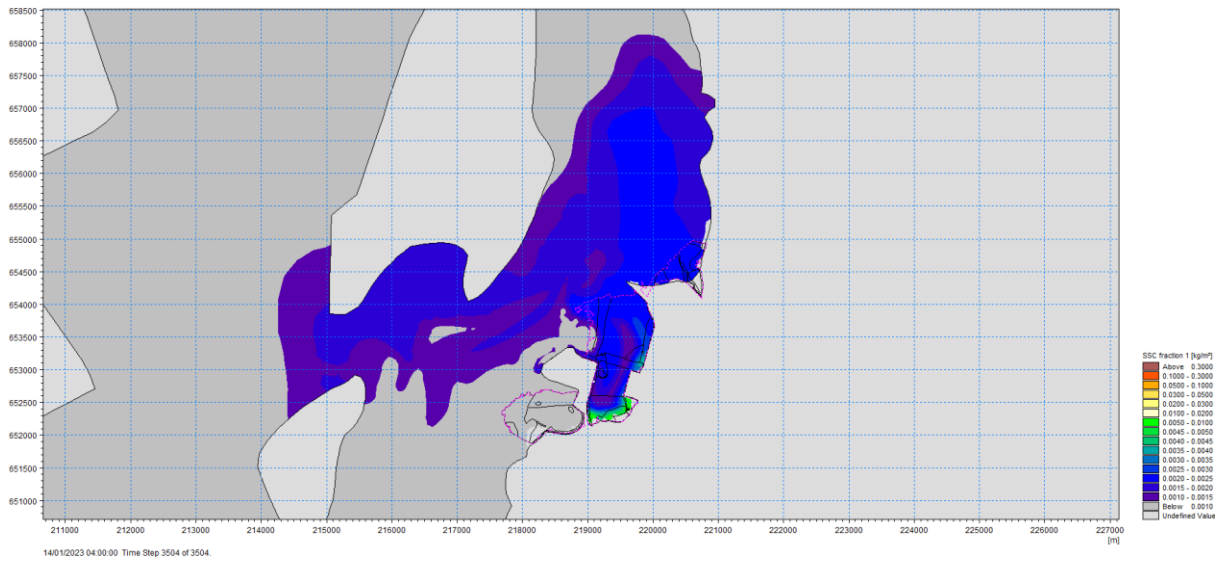 658500
658000
657500
657000
656500
656000
655500
655000
654500
654000
653500
653000
652500
652000
651500
651000
211000 212000 213000 214000 215000 216000 217000 218000 219000 220000 221000 222000 223000 224000 225000 226000 227000
[m]
14/01/2023 04:00:00 Time Step 3504 of 3504.
SSC fraction 1 [kg/m³]
Above 0.3000
0.1000 - 0.3000
0.0500 - 0.1000
0.0300 - 0.0500
0.0200 - 0.0300
0.0100 - 0.0200
0.0050 - 0.0100
0.0045 - 0.0050
0.0040 - 0.0045
0.0035 - 0.0040
0.0030 - 0.0035
0.0025 - 0.0030
0.0020 - 0.0025
0.0015 - 0.0020
0.0010 - 0.0015
Below 0.0010
Undefined Value